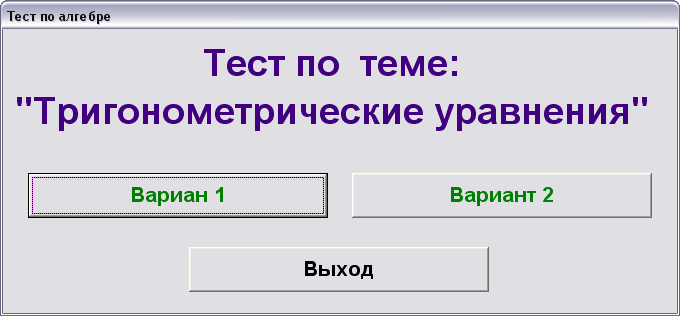 Тест по алгебре
Тест по теме:
"Тригонометрические уравнения"
Вариан 1
Вариант 2
Выход